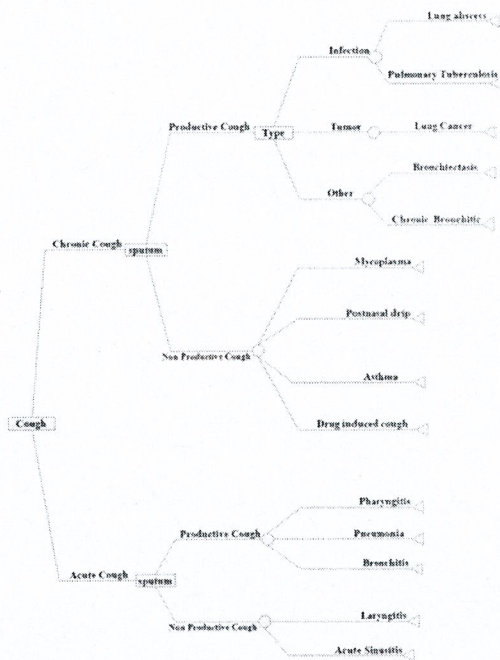 Lung abscess
Infection
Pulmonary Tuberculosis
Productive Cough
Type
Tumor
Lung Cancer
Bronchiectasis
Other
Chronic Bronchitic
Chronic Cough
sputum
Mycoplasma
Postnasal drip
Non Productive Cough
Asthma
Drug induced cough
Cough
Pharyngitis
Productive Cough
Pneumonia
Bronchitis
Acute Cough
sputum
Laryngitis
Non Productive Cough
Acute Sinusitis